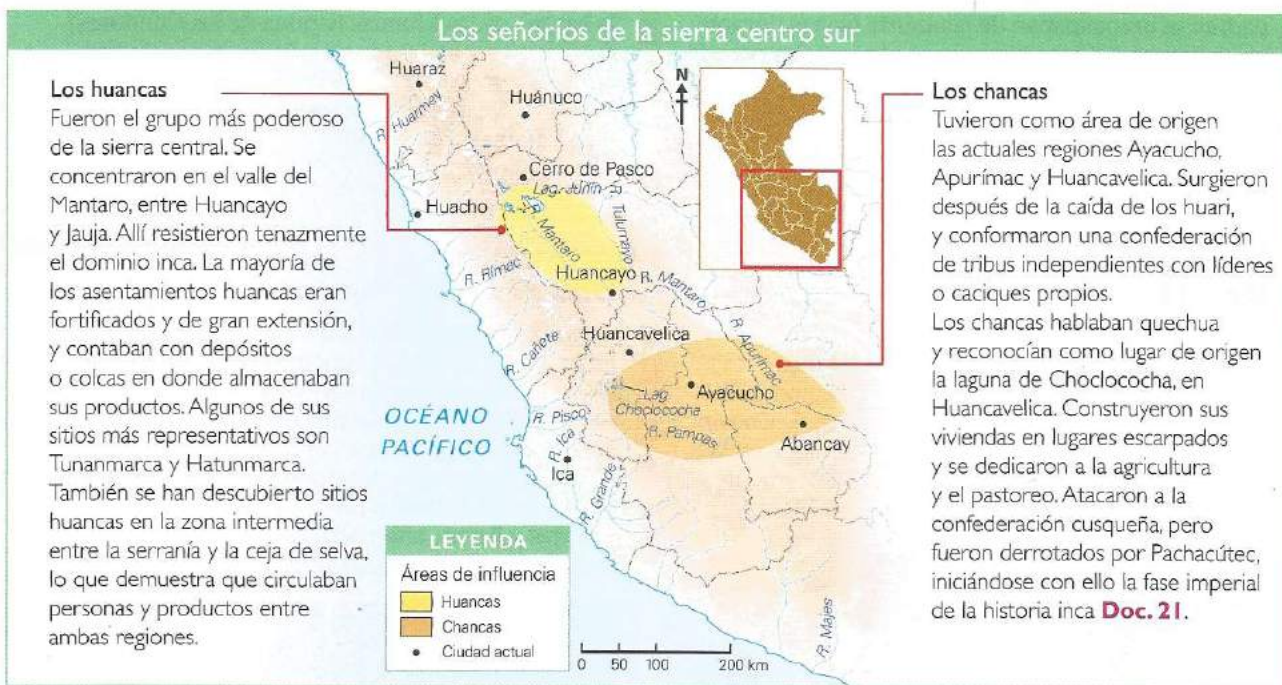 Los señoríos de la sierra centro sur
Los huancas
Fueron el grupo más poderoso
de la sierra central. Se
concentraron en el valle del
Mantaro, entre Huancayo
y Jauja. Allí resistieron tenazmente
el dominio inca. La mayoría de
los asentamientos huancas eran
fortificados y de gran extensión,
y contaban con depósitos
o colcas en donde almacenaban
sus productos. Algunos de sus
sitios más representativos son
Tunanmarca y Hatunmarca.
También se han descubierto sitios
huancas en la zona intermedia
entre la serranía y la ceja de selva,
lo que demuestra que circulaban
personas y productos entre
ambas regiones.
Huaraz
R. Huarmey
Huánuco
N
Cerro de Pasco
Lag. Junín
Huacho
R. Mantaro
R. Tulumayo
R. Rímac
Huancayo
R. Mantaro
Huancavelica
R. Cañete
R. Apurímac
Ayacucho
Lag.
Choclococha
OCÉANO
PACÍFICO
R. Pisco
R. Pampas
Abancay
R. Ica
Ica
R. Grande
R. Majes
LEYENDA
Áreas de influencia
Huancas
Chancas
Ciudad actual
0 50 100 200 km
Los chancas
Tuvieron como área de origen
las actuales regiones Ayacucho,
Apurímac y Huancavelica. Surgieron
después de la caída de los huari,
y conformaron una confederación
de tribus independientes con líderes
o caciques propios.
Los chancas hablaban quechua
y reconocían como lugar de origen
la laguna de Choclococha, en
Huancavelica. Construyeron sus
viviendas en lugares escarpados
y se dedicaron a la agricultura
y el pastoreo. Atacaron a la
confederación cusqueña, pero
fueron derrotados por Pachacútec,
iniciándose con ello la fase imperial
de la historia inca Doc. 21.